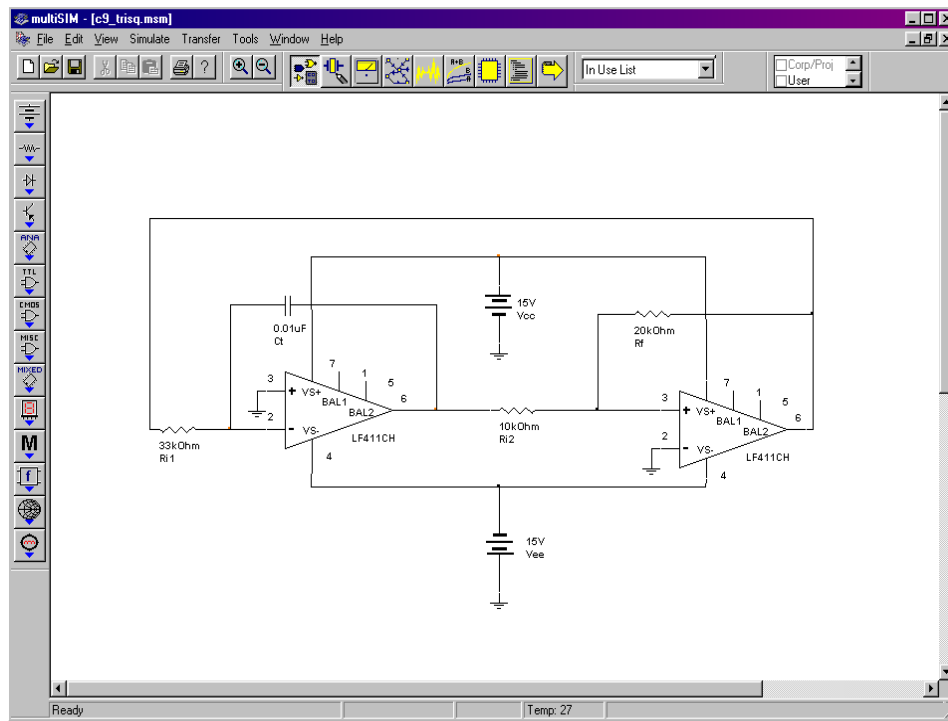 multiSIM - [c9_trisq.msm]
File Edit View Simulate Transfer Tools Window Help
In Use List
Corp/Proj
User
ANA
TTL
CMOS
MISC
MIXED
M
f
A+B
A
B
0.01uF
Ct
15V
Vcc
20kOhm
Rf
3
2
7
1
5
6
4
VS+
BAL1
BAL2
VS-
LF411CH
33kOhm
Ri1
10kOhm
Ri2
3
2
7
1
5
6
4
VS+
BAL1
BAL2
VS-
LF411CH
15V
Vee
Ready
Temp: 27